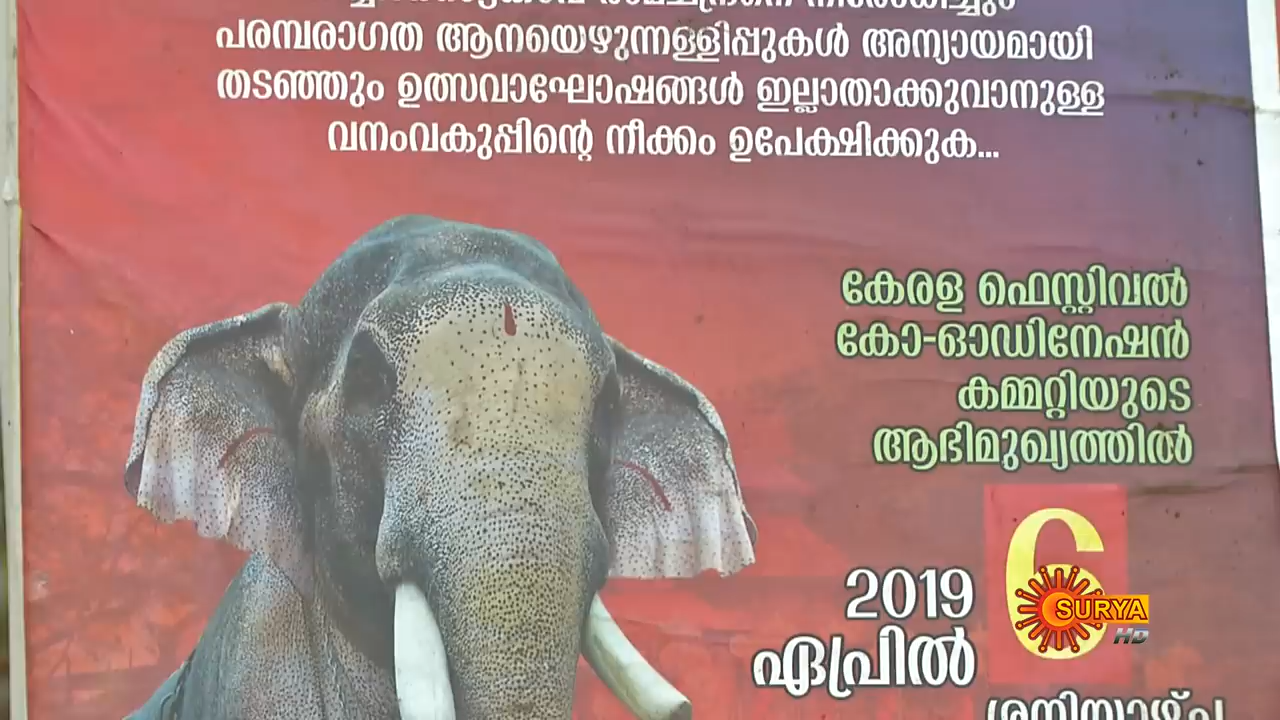 പരമ്പരാഗത ആനയെഴുന്നള്ളിപ്പുകൾ അന്യായമായി
തടഞ്ഞും ഉത്സവാഘോഷങ്ങൾ ഇല്ലാതാക്കുവാനുള്ള
വനംവകുപ്പിന്റെ നീക്കം ഉപേക്ഷിക്കുക...
കേരള ഫെസ്റ്റിവൽ
കോ-ഓഡിനേഷൻ
കമ്മറ്റിയുടെ
ആഭിമുഖ്യത്തിൽ
2019
ഏപ്രിൽ
6
SURYA
HD
ശനിയാഴ്ച